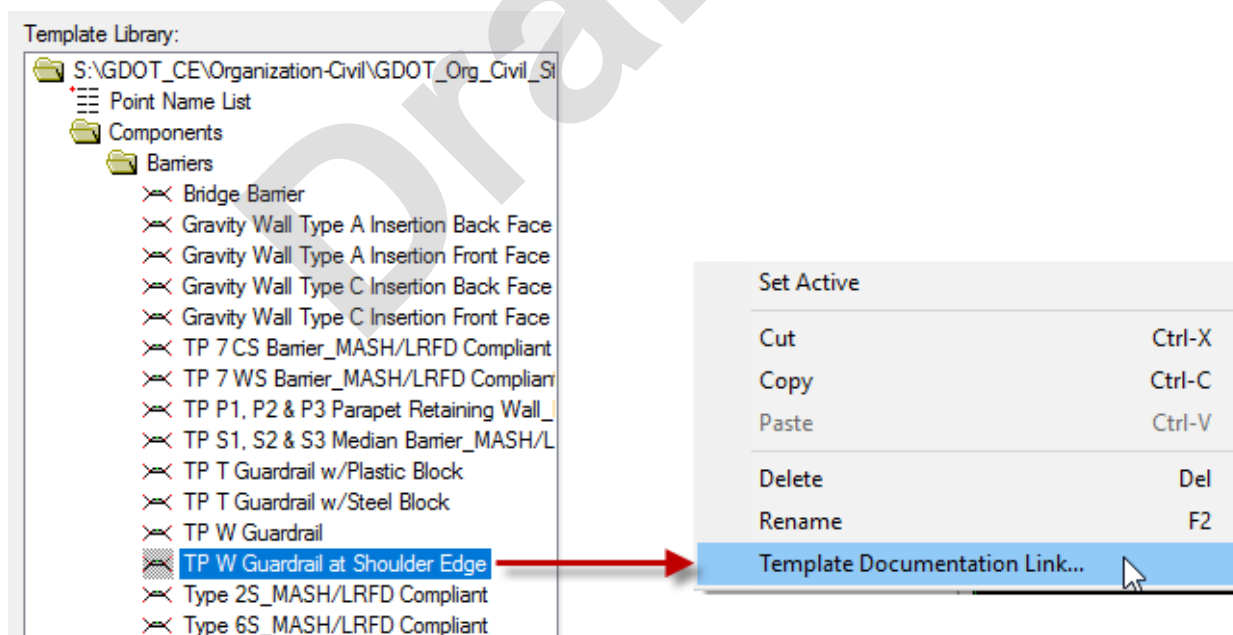 Template Library:
S:\GDOT_CE\Organization-Civil\GDOT_Org_Civil_St
Point Name List
Components
Barriers
Bridge Barrier
Gravity Wall Type A Insertion Back Face
Gravity Wall Type A Insertion Front Face
Gravity Wall Type C Insertion Back Face
Gravity Wall Type C Insertion Front Face
TP 7 CS Barrier_MASH/LRFD Compliant
TP 7 WS Barrier_MASH/LRFD Compliant
TP P1, P2 & P3 Parapet Retaining Wall_
TP S1, S2 & S3 Median Barrier_MASH/L
TP T Guardrail w/Plastic Block
TP T Guardrail w/Steel Block
TP W Guardrail
TP W Guardrail at Shoulder Edge
Type 2S_MASH/LRFD Compliant
Type 6S_MASH/LRFD Compliant
Set Active
Cut Ctrl-X
Copy Ctrl-C
Paste Ctrl-V
Delete Del
Rename F2
Template Documentation Link...
Dra